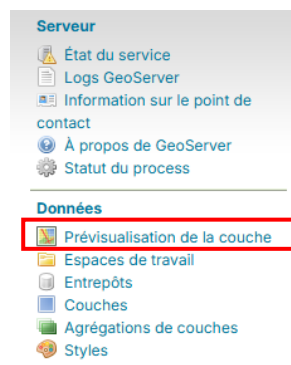 Serveur
État du service
Logs GeoServer
Information sur le point de
contact
À propos de GeoServer
Statut du process
Données
Prévisualisation de la couche
Espaces de travail
Entrepôts
Couches
Agrégations de couches
Styles